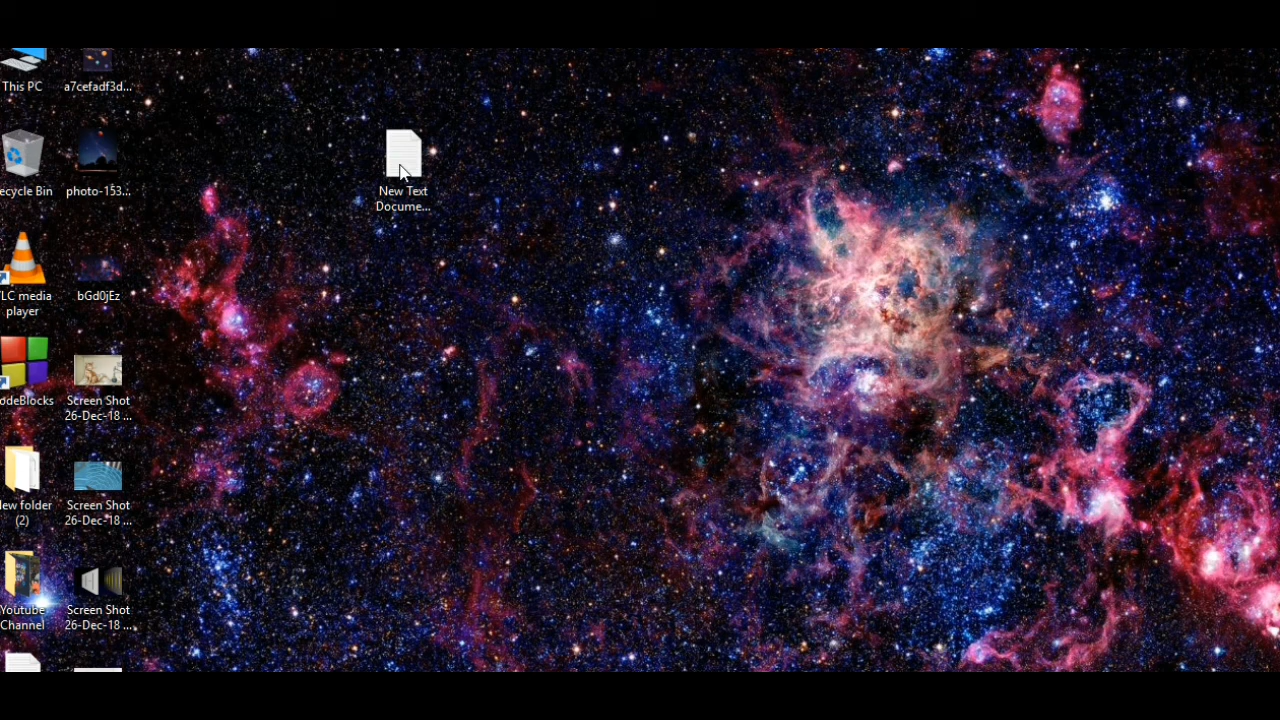 This PC
a7cefadf3d...
ecycle Bin
photo-153...
New Text
Docume...
LC media
player
bGd0jEz
odeBlocks
Screen Shot
26-Dec-18 ...
ew folder
(2)
Screen Shot
26-Dec-18 ...
Youtube
Channel
Screen Shot
26-Dec-18 ...